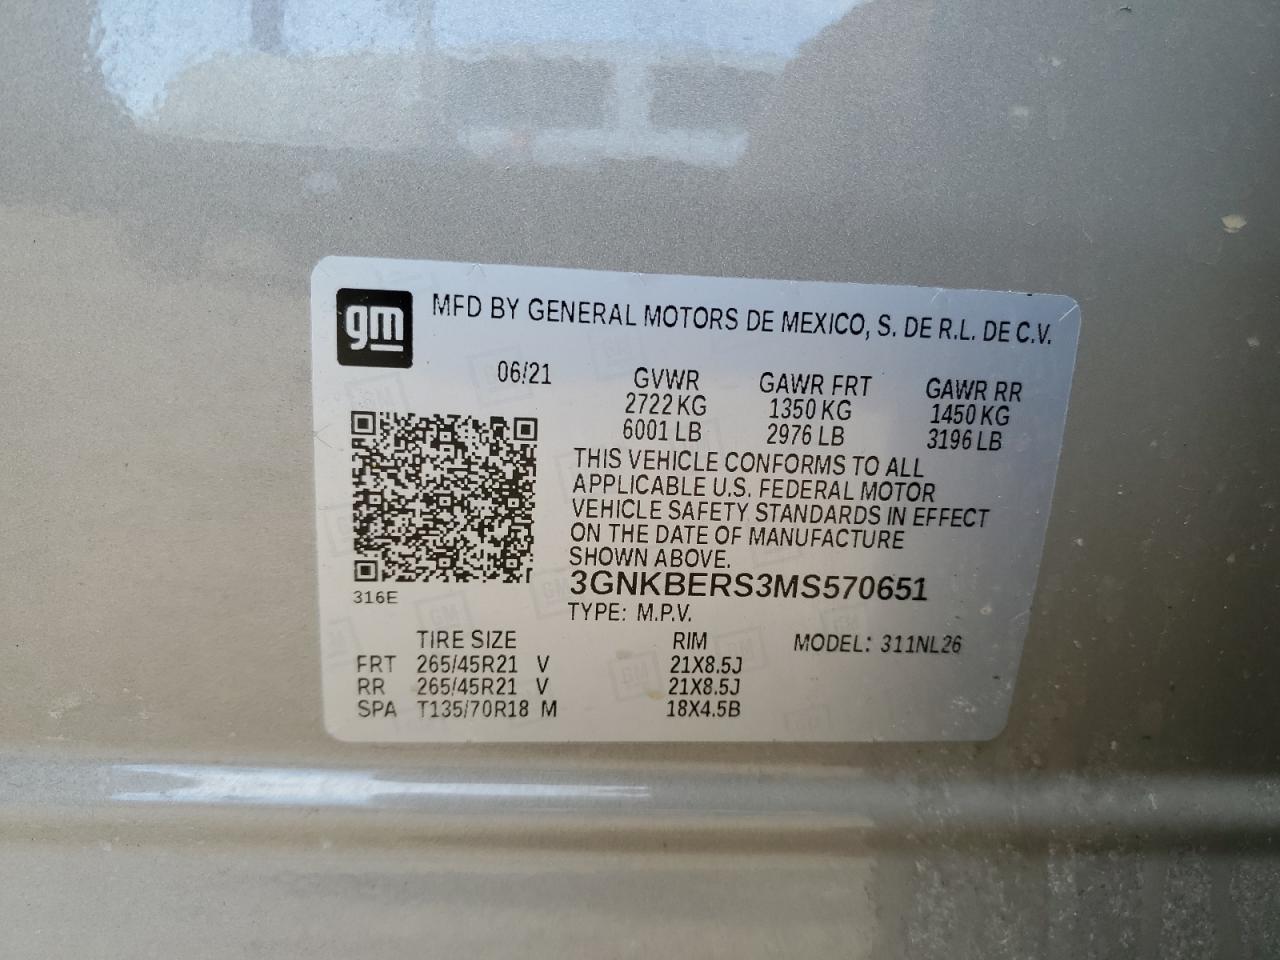 gm MFD BY GENERAL MOTORS DE MEXICO, S. DE R.L. DE C.V.
06/21 GVWR GAWR FRT GAWR RR
2722 KG 1350 KG 1450 KG
6001 LB 2976 LB 3196 LB
THIS VEHICLE CONFORMS TO ALL
APPLICABLE U.S. FEDERAL MOTOR
VEHICLE SAFETY STANDARDS IN EFFECT
ON THE DATE OF MANUFACTURE
SHOWN ABOVE.
3GNKBERS3MS570651
316E
TYPE: M.P.V.
TIRE SIZE RIM MODEL: 311NL26
FRT 265/45R21 V 21X8.5J
RR 265/45R21 V 21X8.5J
SPA T135/70R18 M 18X4.5B